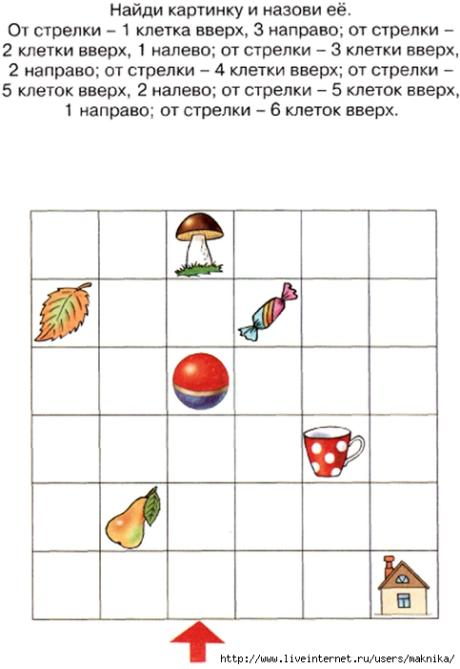 Найди картинку и назови её.
От стрелки – 1 клетка вверх, 3 направо; от стрелки –
2 клетки вверх, 1 налево; от стрелки – 3 клетки вверх,
2 направо; от стрелки – 4 клетки вверх; от стрелки –
5 клеток вверх, 2 налево; от стрелки – 5 клеток вверх,
1 направо; от стрелки – 6 клеток вверх.
http://www.liveinternet.ru/users/maknika/